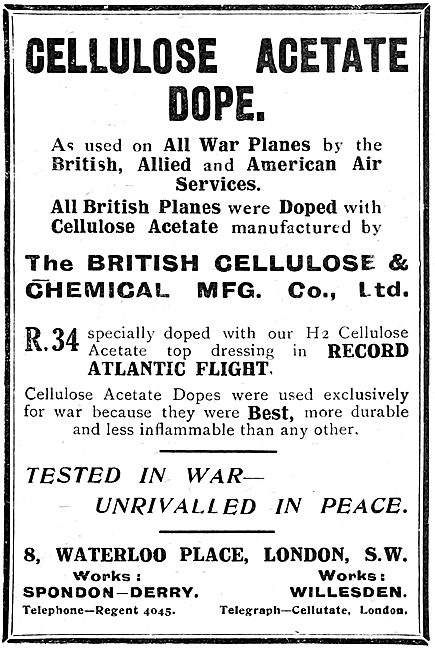 CELLULOSE ACETATE
DOPE.
As used on All War Planes by the
British, Allied and American Air
Services.
All British Planes were Doped with
Cellulose Acetate manufactured by
The BRITISH CELLULOSE &
CHEMICAL MFG. Co., Ltd.
R.34 specially doped with our H2 Cellulose
Acetate top dressing in RECORD
ATLANTIC FLIGHT.
Cellulose Acetate Dopes were used exclusively
for war because they were Best, more durable
and less inflammable than any other.
TESTED IN WAR—
UNRIVALLED IN PEACE.
8, WATERLOO PLACE, LONDON, S.W.
Works: Works:
SPONDON—DERRY. WILLESDEN.
Telephone—Regent 4045. Telegraph—Cellutate, London.